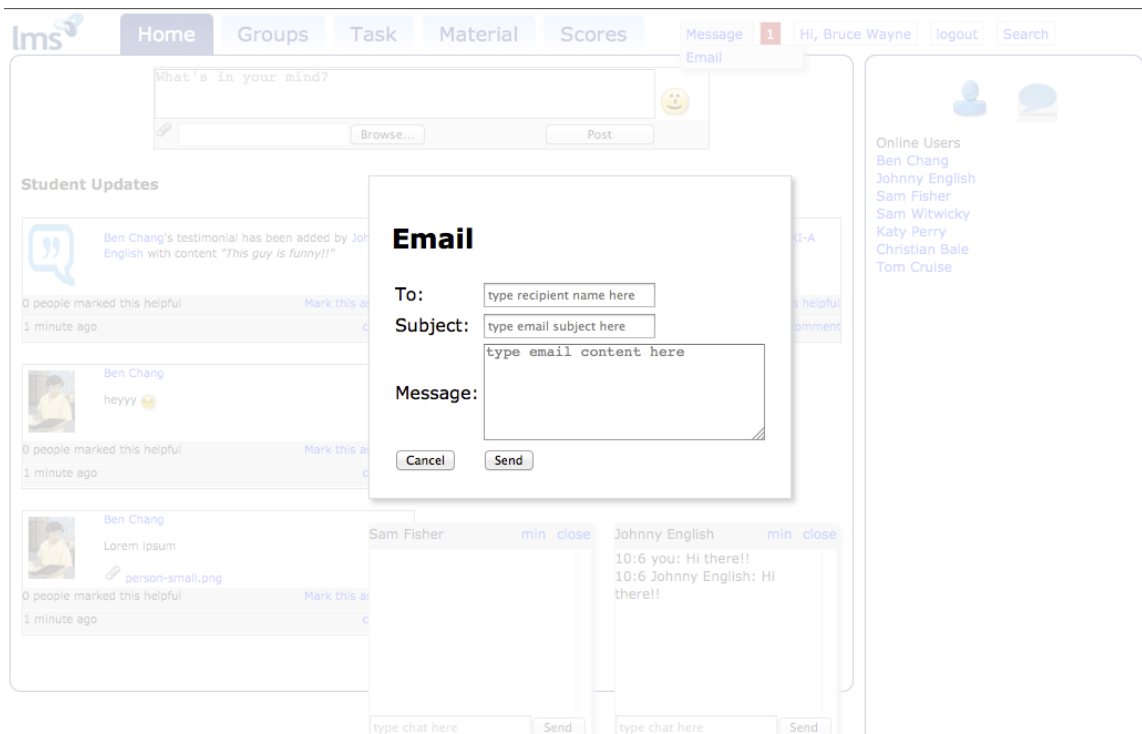 lms
Home Groups Task Material Scores
Message 1 Hi, Bruce Wayne logout Search
Email
What's in your mind?
Browse...
Post
Student Updates
Ben Chang's testimonial has been added by
English with content "This guy is funny!!"
0 people marked this helpful
Mark this
1 minute ago
Ben Chang
heyyy
0 people marked this helpful
Mark this
1 minute ago
Ben Chang
Lorem ipsum
person-small.png
0 people marked this helpful
Mark this
1 minute ago
XI-A
helpful
comment
Email
To: type recipient name here
Subject: type email subject here
Message: type email content here
Cancel Send
Sam Fisher min close
type chat here Send
Johnny English min close
10:6 you: Hi there!!
10:6 Johnny English: Hi
there!!
type chat here Send
Online Users
Ben Chang
Johnny English
Sam Fisher
Sam Witwicky
Katy Perry
Christian Bale
Tom Cruise